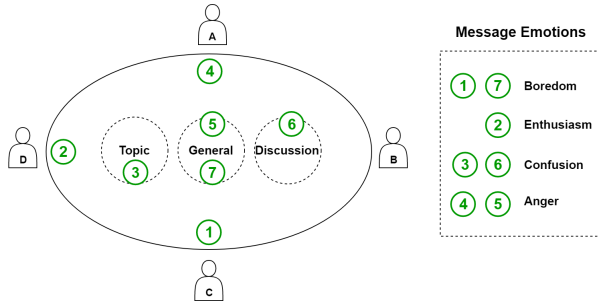 A
Message Emotions
4
1 7 Boredom
5 6
2 Enthusiasm
D 2 Topic General Discussion B
3 7
3 6 Confusion
4 5 Anger
1
C